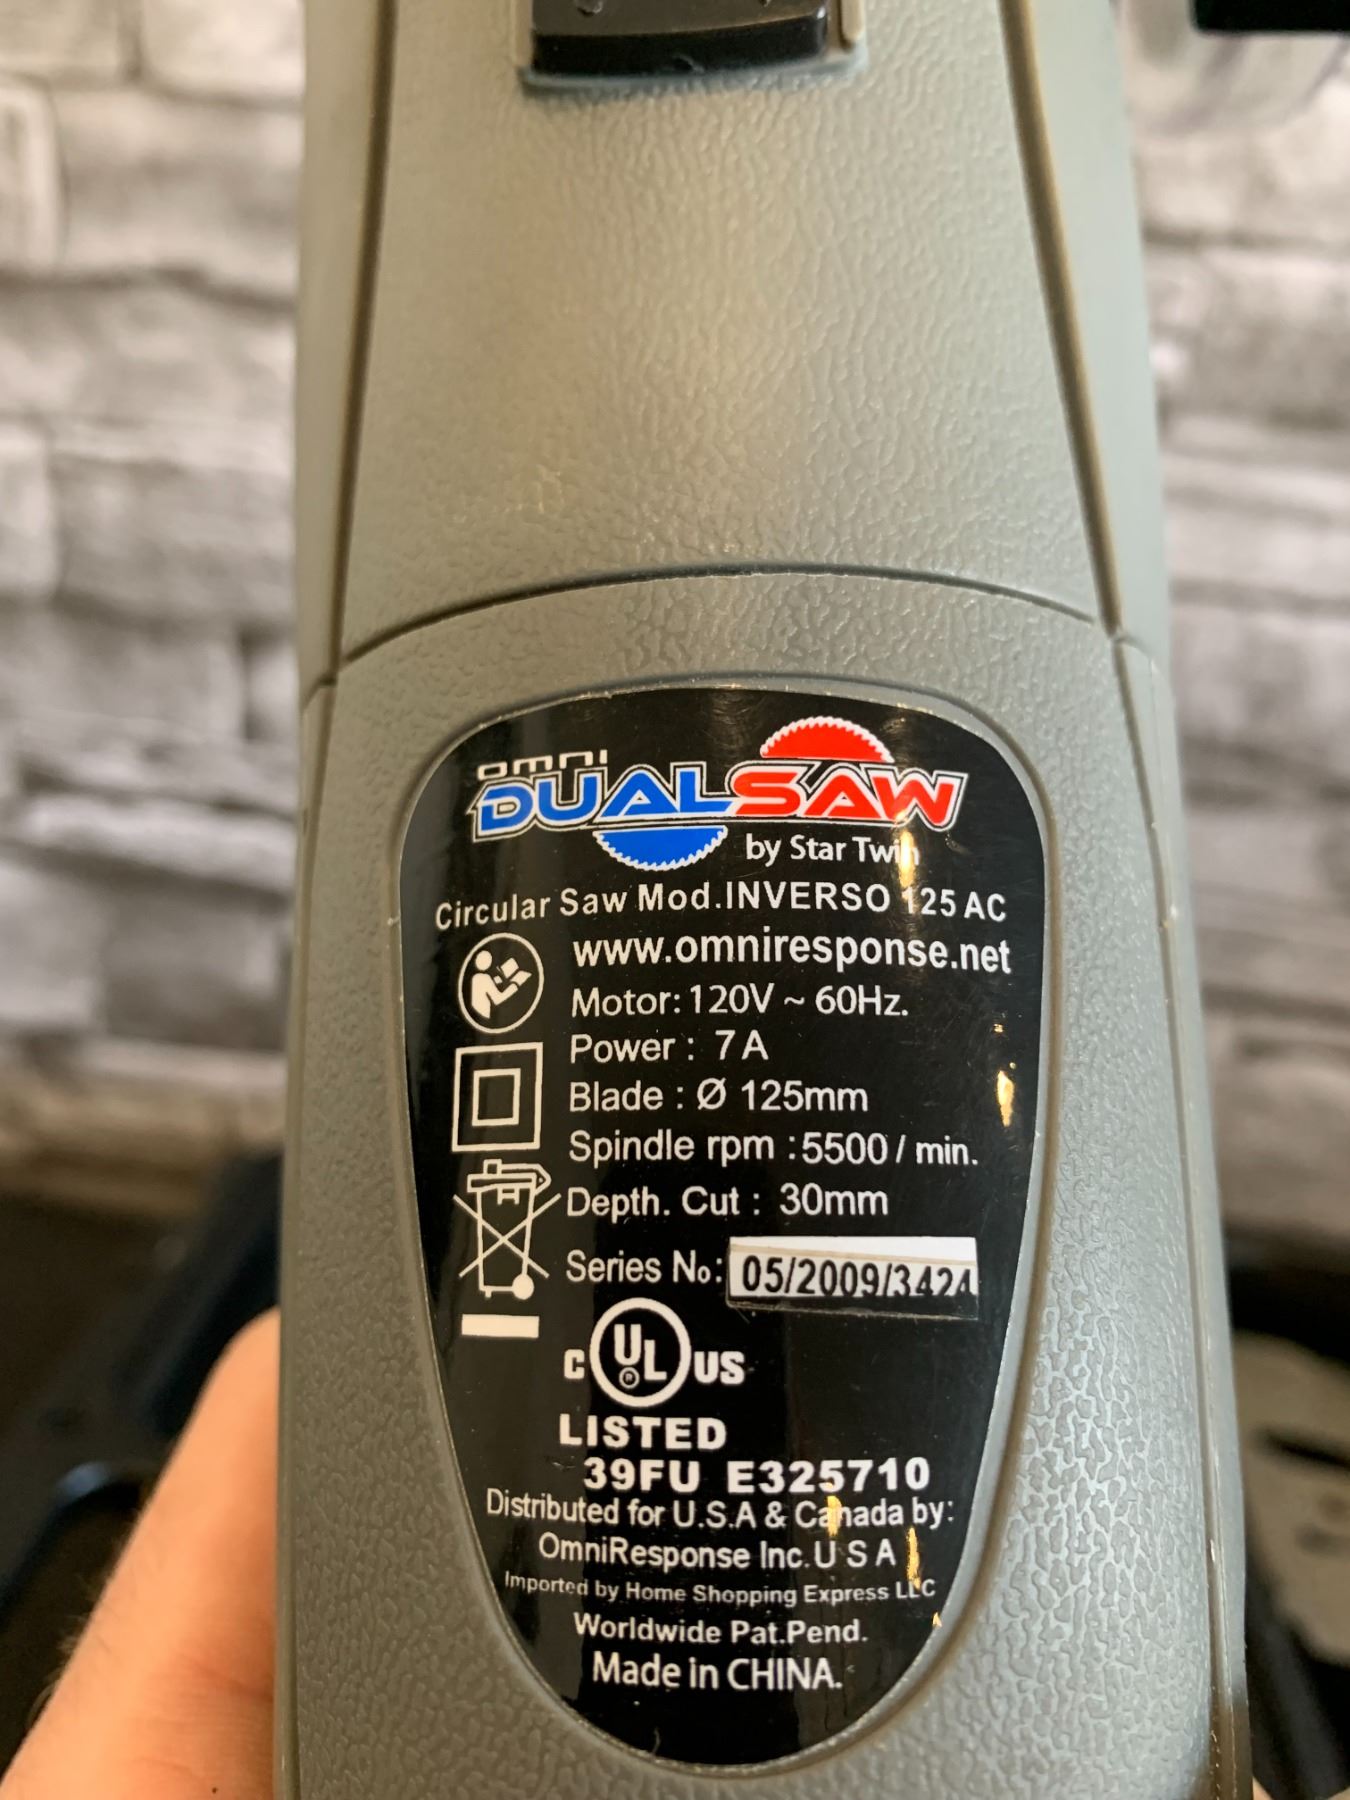 omni
DUALSAW
by Star Twin
Circular Saw Mod.INVERSO 125 AC
www.omniresponse.net
Motor: 120V ~ 60Hz.
Power : 7 A
Blade : Ø 125mm
Spindle rpm : 5500 / min.
Depth. Cut : 30mm
Series No: 05/2009/3424
C UL ® US
LISTED
39FU E325710
Distributed for U.S.A & Canada by:
OmniResponse Inc. U S A
Imported by Home Shopping Express LLC
Worldwide Pat.Pend.
Made in CHINA.